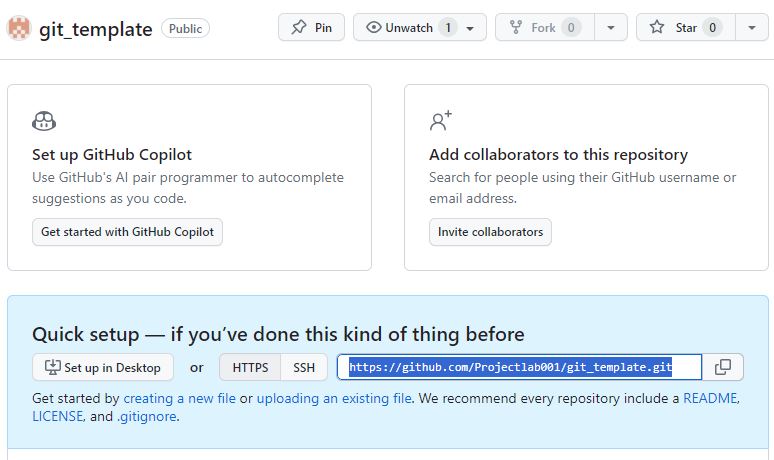 git_template Public Pin Unwatch 1 Fork 0 Star 0
Set up GitHub Copilot
Use GitHub's AI pair programmer to autocomplete
suggestions as you code.
Get started with GitHub Copilot
Add collaborators to this repository
Search for people using their GitHub username or
email address.
Invite collaborators
Quick setup — if you’ve done this kind of thing before
Set up in Desktop or HTTPS SSH https://github.com/Projectlab001/git_template.git
Get started by creating a new file or uploading an existing file. We recommend every repository include a README,
LICENSE, and .gitignore.